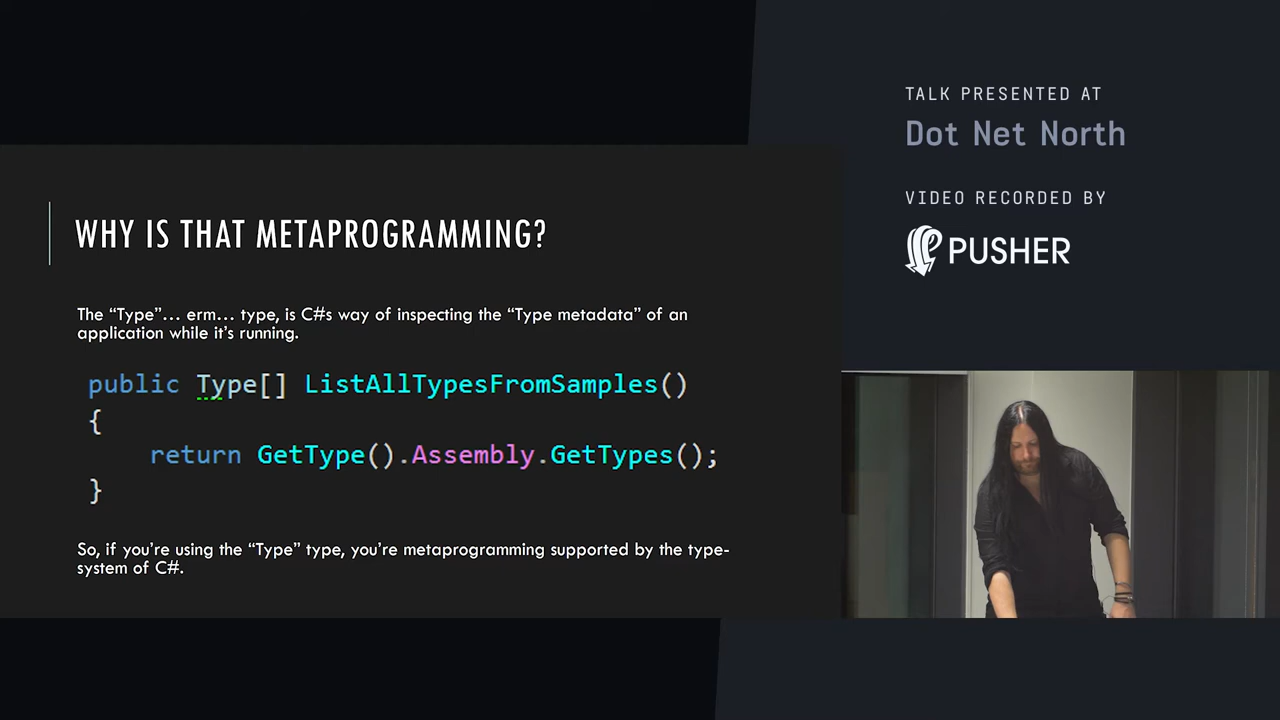 TALK PRESENTED AT
Dot Net North
VIDEO RECORDED BY
PUSHER
WHY IS THAT METAPROGRAMMING?
The “Type”... erm... type, is C#s way of inspecting the “Type metadata” of an
application while it’s running.
public Type[] ListAllTypesFromSamples()
{
return GetType().Assembly.GetTypes();
}
So, if you’re using the “Type” type, you’re metaprogramming supported by the type-
system of C#.